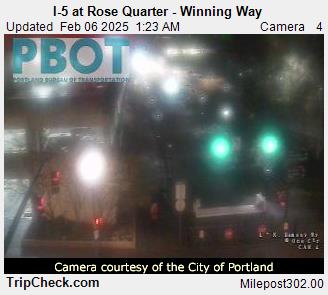 I-5 at Rose Quarter - Winning Way
Updated Feb 06 2025 1:23 AM Camera 4
PBOT
PORTLAND BUREAU OF TRANSPORTATION
Camera courtesy of the City of Portland
TripCheck.com Milepost302.00